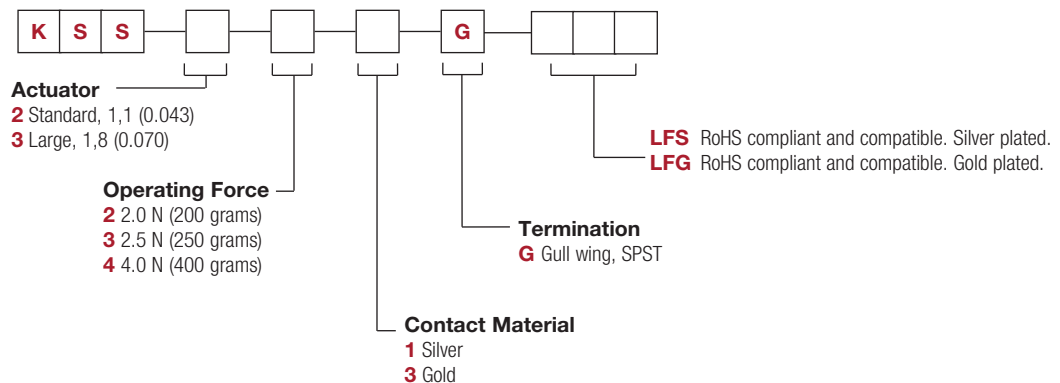 K S S G
Actuator
2 Standard, 1,1 (0.043)
3 Large, 1,8 (0.070)
LFS RoHS compliant and compatible. Silver plated.
LFG RoHS compliant and compatible. Gold plated.
Operating Force
2 2.0 N (200 grams)
3 2.5 N (250 grams)
4 4.0 N (400 grams)
Termination
G Gull wing, SPST
Contact Material
1 Silver
3 Gold